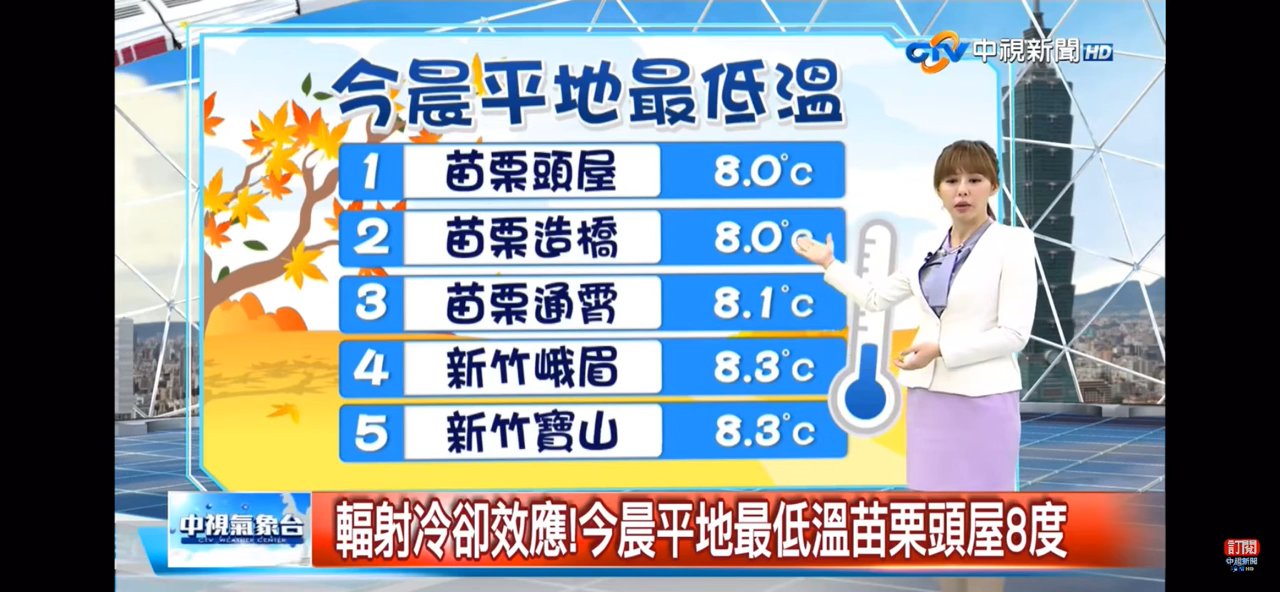 CTV 中視新聞 HD
今晨平地最低溫
1 苗栗頭屋 8.0°C
2 苗栗造橋 8.0°C
3 苗栗通霄 8.1°C
4 新竹峨眉 8.3°C
5 新竹寶山 8.3°C
中視氣象台
CTV WEATHER CENTER
輻射冷卻效應!今晨平地最低溫苗栗頭屋8度
訂閱
中視新聞
HD